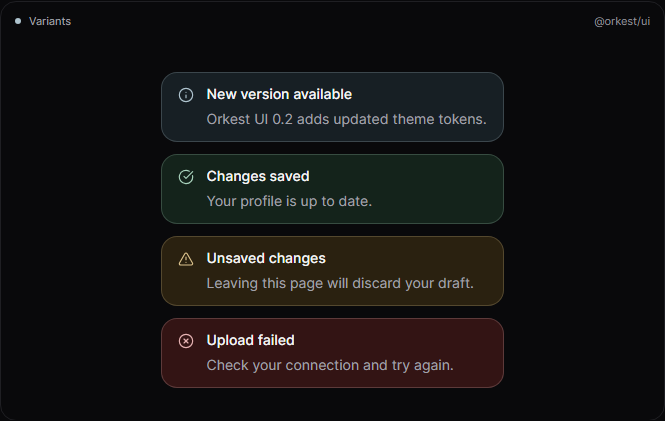 Variants
@orkest/ui
New version available
Orkest UI 0.2 adds updated theme tokens.
Changes saved
Your profile is up to date.
Unsaved changes
Leaving this page will discard your draft.
Upload failed
Check your connection and try again.